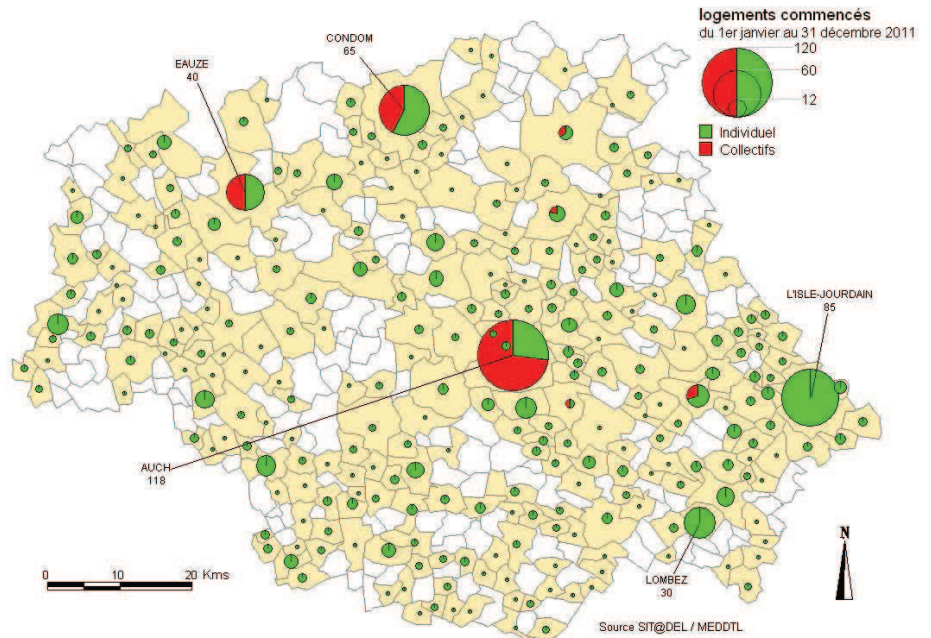 logements commencés
du 1er janvier au 31 décembre 2011
120
60
12
Individuel
Collectifs
CONDOM
65
EAUZE
40
L'ISLE-JOURDAIN
85
AUCH
118
LOMBEZ
30
N
0 10 20 Kms
Source SIT@DEL / MEDDTL